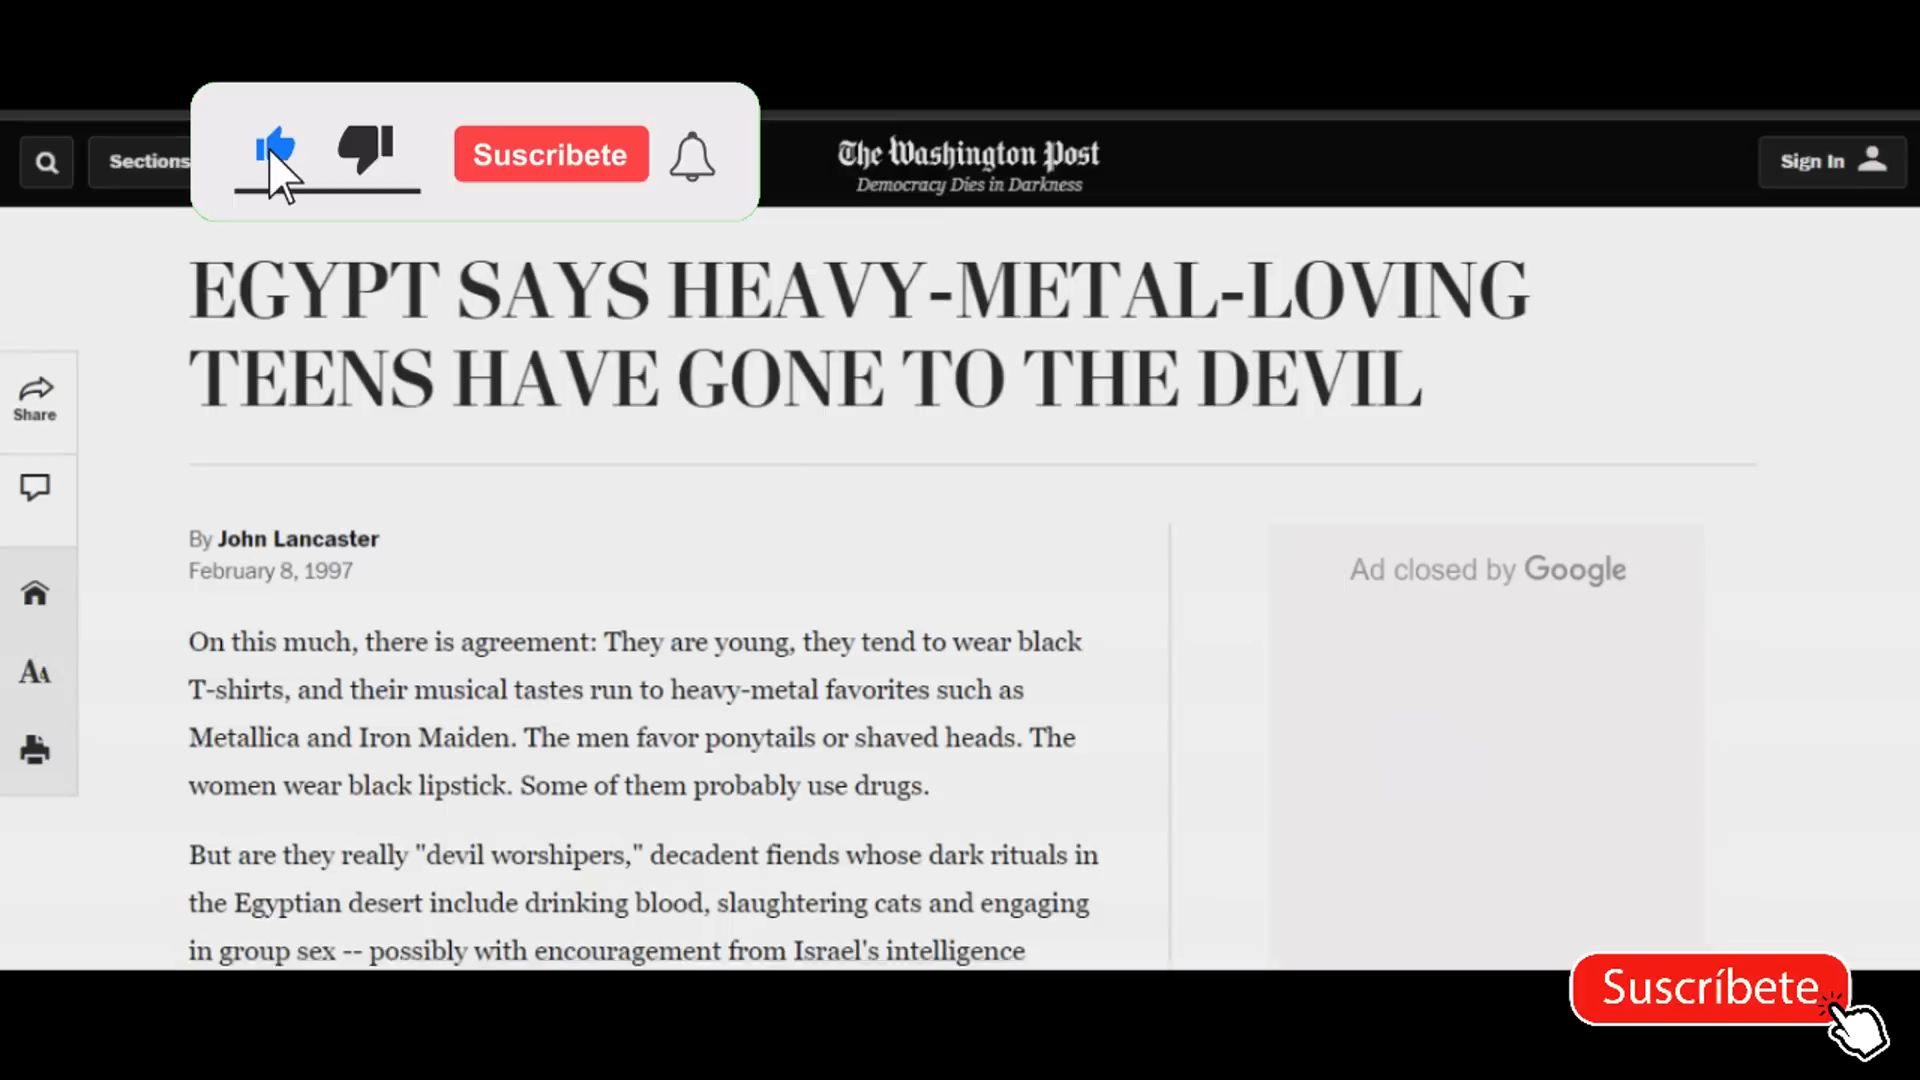 Sections
Suscribete
The Washington Post
Democracy Dies in Darkness
Sign In
EGYPT SAYS HEAVY-METAL-LOVING
TEENS HAVE GONE TO THE DEVIL
Share
By John Lancaster
February 8, 1997
Ad closed by Google
On this much, there is agreement: They are young, they tend to wear black
T-shirts, and their musical tastes run to heavy-metal favorites such as
Metallica and Iron Maiden. The men favor ponytails or shaved heads. The
women wear black lipstick. Some of them probably use drugs.
AA
But are they really "devil worshipers," decadent fiends whose dark rituals in
the Egyptian desert include drinking blood, slaughtering cats and engaging
in group sex -- possibly with encouragement from Israel's intelligence
Suscríbete